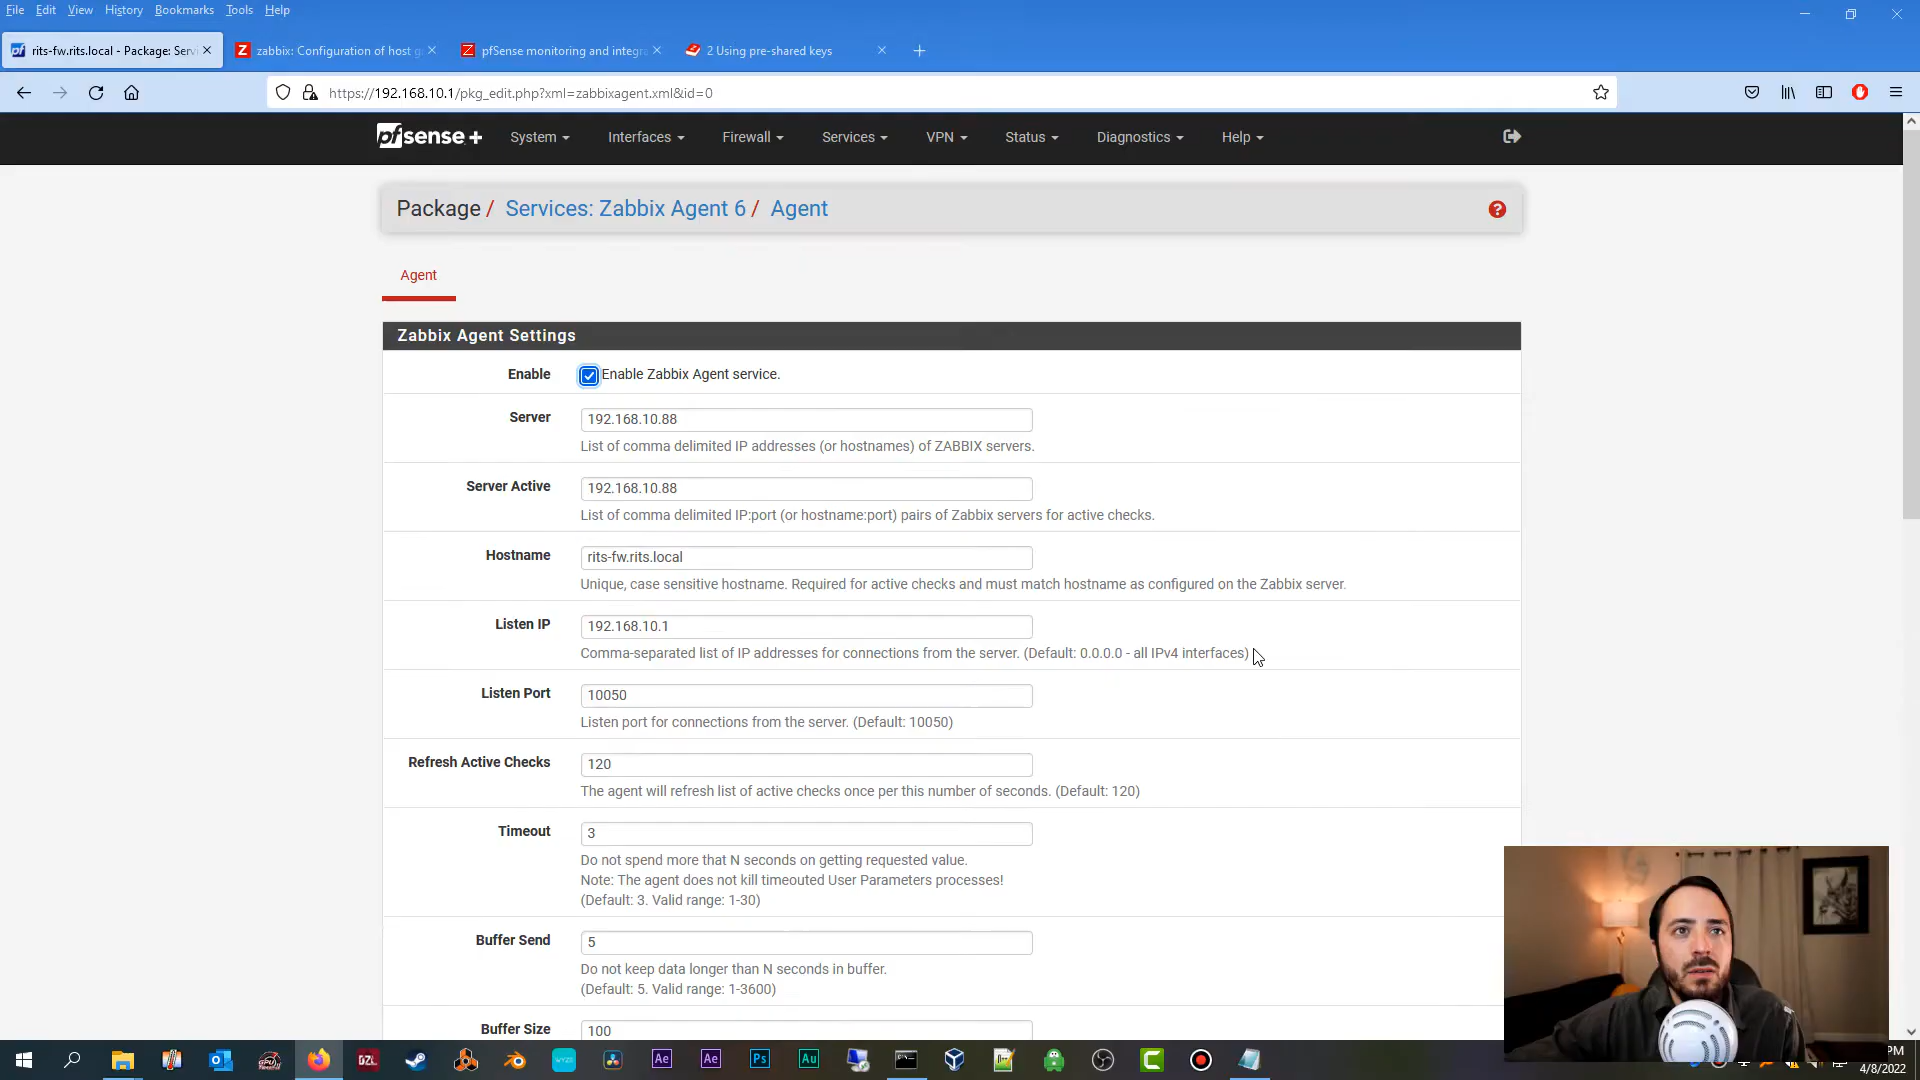 File Edit View History Bookmarks Tools Help
rits-fw.rits.local - Package: Serv
zabbix: Configuration of host g
pfSense monitoring and integra
2 Using pre-shared keys
https://192.168.10.1/pkg_edit.php?xml=zabbixagent.xml&id=0
pfsense+ System Interfaces Firewall Services VPN Status Diagnostics Help
Package / Services: Zabbix Agent 6 / Agent
Agent
Zabbix Agent Settings
Enable Enable Zabbix Agent service.
Server 192.168.10.88
List of comma delimited IP addresses (or hostnames) of ZABBIX servers.
Server Active 192.168.10.88
List of comma delimited IP:port (or hostname:port) pairs of Zabbix servers for active checks.
Hostname rits-fw.rits.local
Unique, case sensitive hostname. Required for active checks and must match hostname as configured on the Zabbix server.
Listen IP 192.168.10.1
Comma-separated list of IP addresses for connections from the server. (Default: 0.0.0.0 - all IPv4 interfaces)
Listen Port 10050
Listen port for connections from the server. (Default: 10050)
Refresh Active Checks 120
The agent will refresh list of active checks once per this number of seconds. (Default: 120)
Timeout 3
Do not spend more that N seconds on getting requested value.
Note: The agent does not kill timeouted User Parameters processes!
(Default: 3. Valid range: 1-30)
Buffer Send 5
Do not keep data longer than N seconds in buffer.
(Default: 5. Valid range: 1-3600)
Buffer Size 100
DZL WYZE Ae Ae Ps Au
PM
4/8/2022